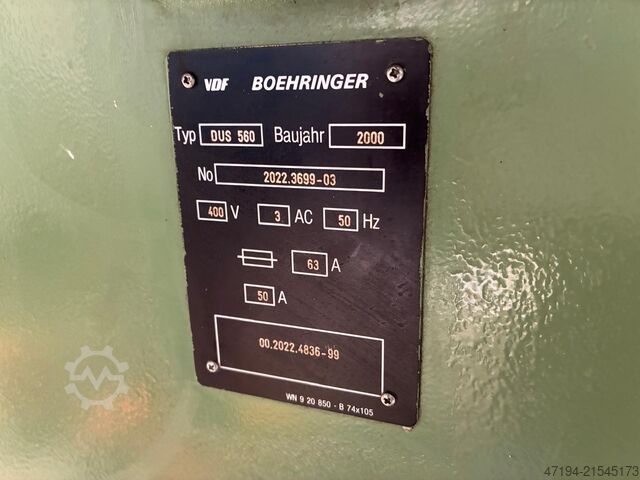 VDF BOEHRINGER
Typ DUS 560 Baujahr 2000
No 2022.3699-03
400 V 3 AC 50 Hz
63 A
50 A
00.2022.4836-99
WN 9 20 850 - B 74x105
47194-21545173